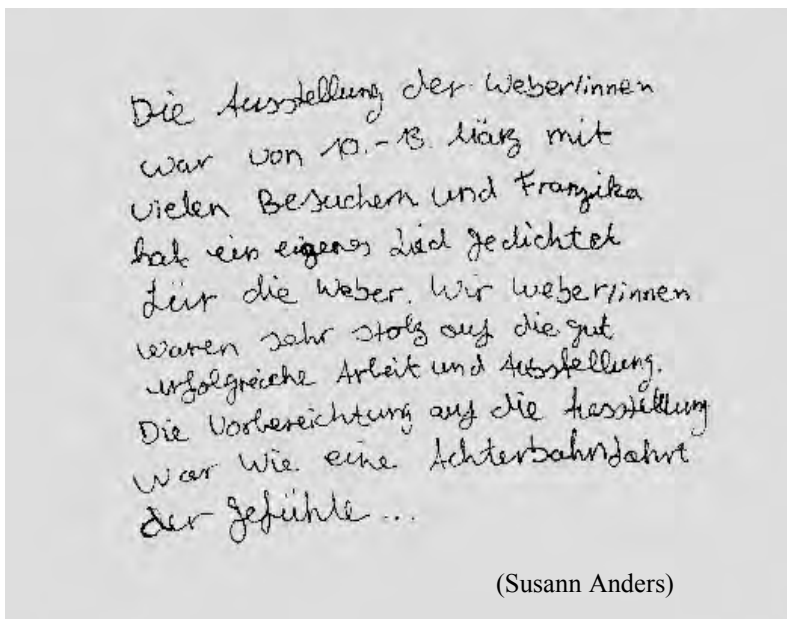 Die Ausstellung der Weber/innen
war von 10.-13. März mit
vielen Besuchern und Franzika
hat ein eigenes Lied gedichtet
für die Weber. Wir Weber/innen
waren sehr stolz auf die gut
erfolgreiche Arbeit und Ausstellung.
Die Vorbereichtung auf die Ausstellung
war wie eine Achterbahnfahrt
der Gefühle...
(Susann Anders)